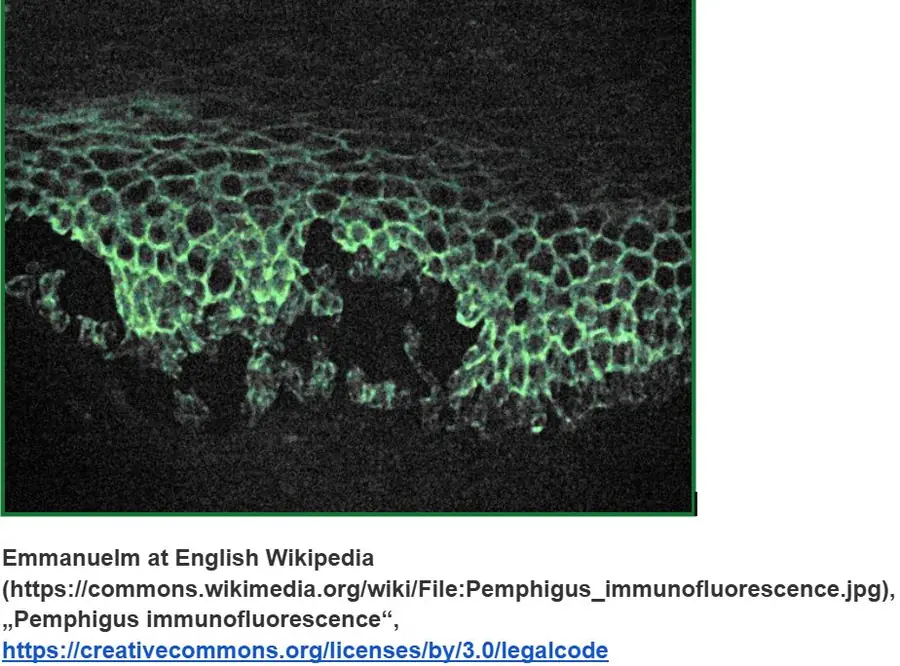 Emmanuelm at English Wikipedia
(https://commons.wikimedia.org/wiki/File:Pemphigus_immunofluorescence.jpg),
„Pemphigus immunofluorescence“,
https://creativecommons.org/licenses/by/3.0/legalcode